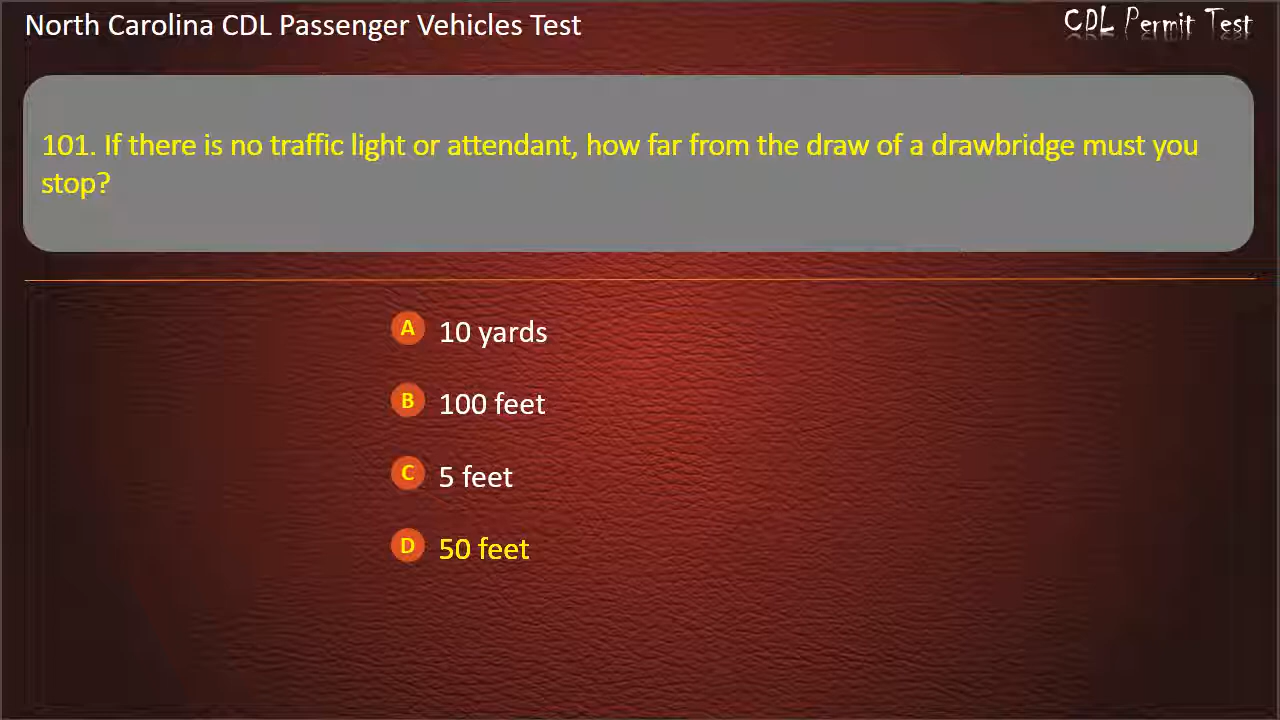 North Carolina CDL Passenger Vehicles Test
CDL Permit Test
101. If there is no traffic light or attendant, how far from the draw of a drawbridge must you
stop?
A 10 yards
B 100 feet
C 5 feet
D 50 feet